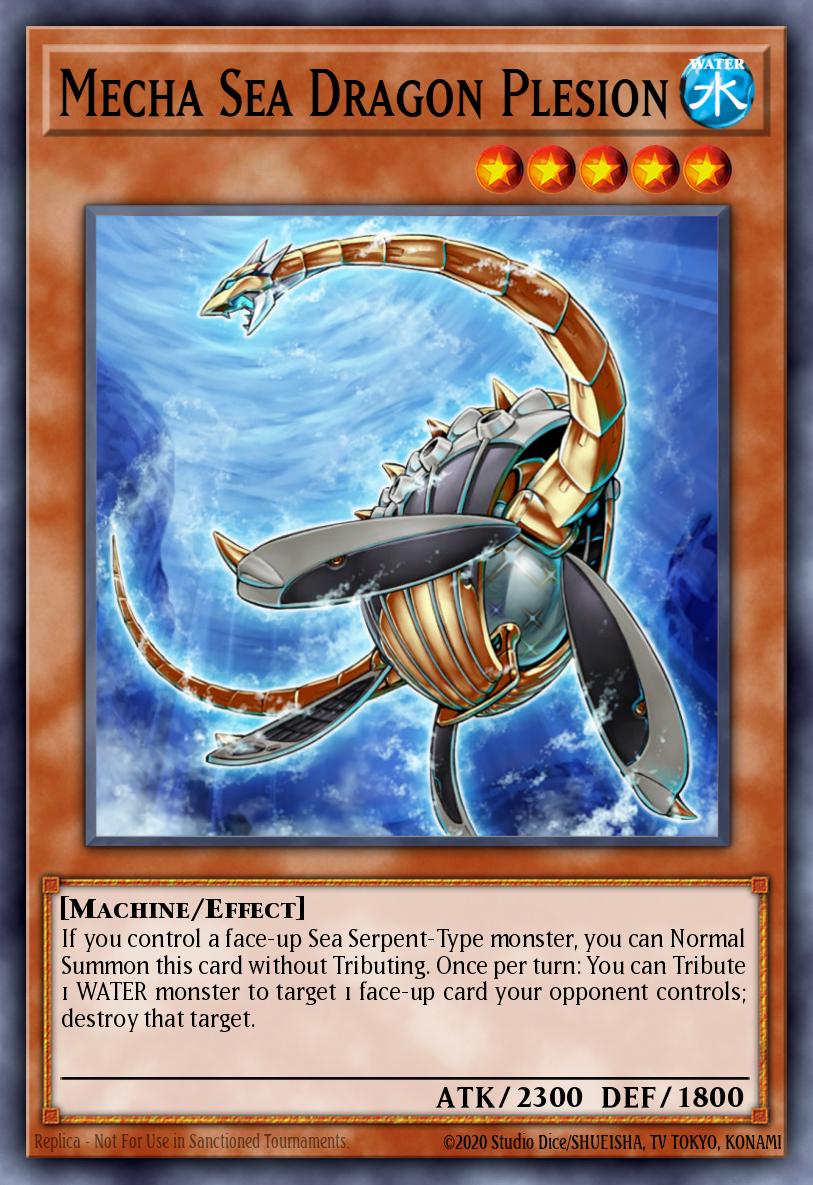 Mecha Sea Dragon Plesion
WATER
水
[Machine/Effect]
If you control a face-up Sea Serpent-Type monster, you can Normal
Summon this card without Tributing. Once per turn: You can Tribute
1 WATER monster to target 1 face-up card your opponent controls;
destroy that target.
ATK/2300 DEF/1800
Replica - Not For Use in Sanctioned Tournaments.
©2020 Studio Dice/SHUEISHA, TV TOKYO, KONAMI